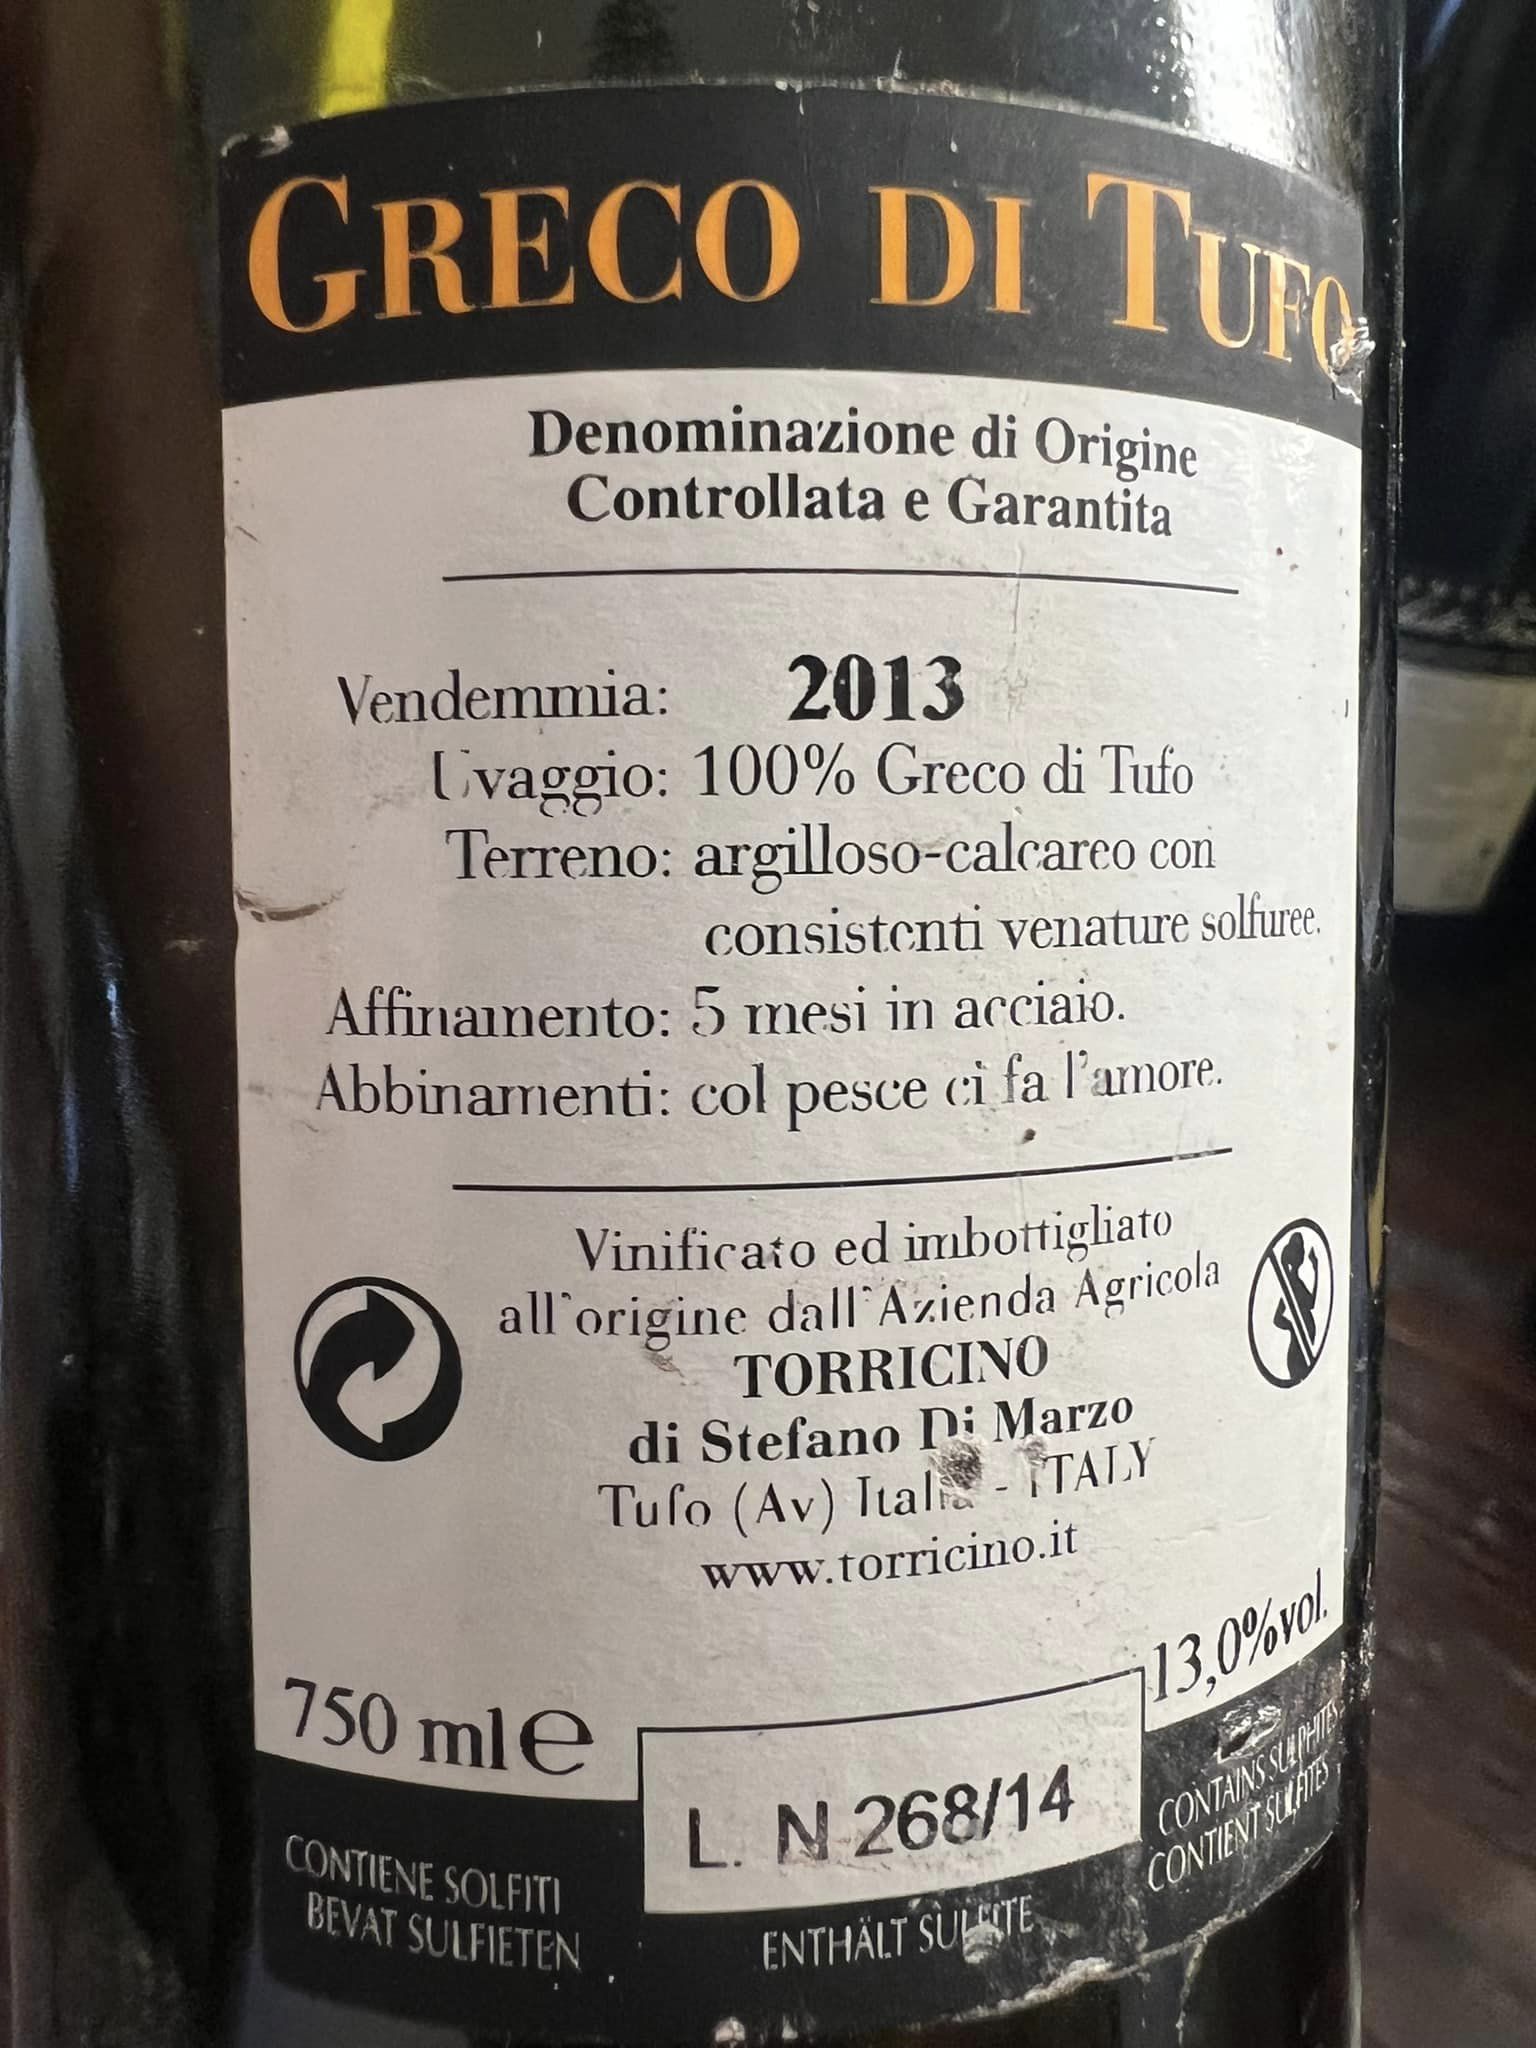 GRECO DI TUFO
Denominazione di Origine
Controllata e Garantita
Vendemmia: 2013
Uvaggio: 100% Greco di Tufo
Terreno: argilloso-calcareo con
consistenti venature solfuree.
Affinamento: 5 mesi in acciaio.
Abbinamenti: col pesce ci fa l'amore.
Vinificato ed imbottigliato
all'origine dall'Azienda Agricola
TORRICINO
di Stefano Di Marzo
Tufo (Av) Italia - ITALY
www.torricino.it
750 ml e
13,0%vol.
L. N 268/14
CONTIENE SOLFITI
BEVAT SULFIETEN
ENTHÄLT SULFITE
CONTAINS SULPHITES
CONTIENT SULFITES